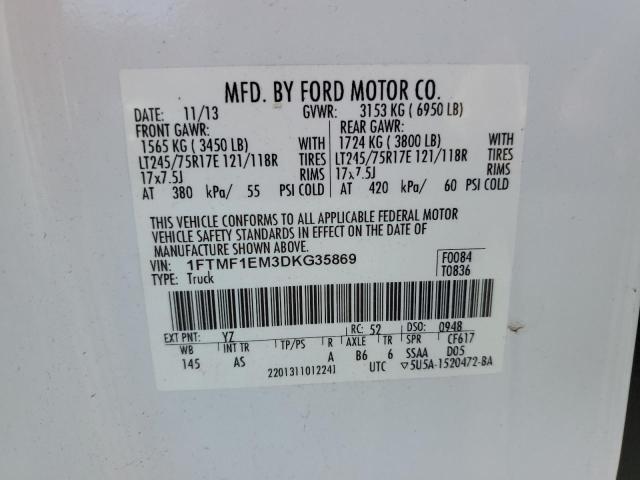 MFD. BY FORD MOTOR CO.
DATE: 11/13 GVWR: 3153 KG ( 6950 LB)
FRONT GAWR: REAR GAWR:
1565 KG ( 3450 LB) WITH 1724 KG ( 3800 LB) WITH
LT245/75R17E 121/118R TIRES LT245/75R17E 121/118R TIRES
17x7.5J RIMS 17x7.5J RIMS
AT 380 kPa/ 55 PSI COLD AT 420 kPa/ 60 PSI COLD
THIS VEHICLE CONFORMS TO ALL APPLICABLE FEDERAL MOTOR
VEHICLE SAFETY STANDARDS IN EFFECT ON THE DATE OF
MANUFACTURE SHOWN ABOVE.
VIN: 1FTMF1EM3DKG35869 F0084
TYPE: Truck T0836
EXT PNT: YZ RC: 52 DSO: 0948
WB INT TR TP/PS R AXLE TR SPR CF617
145 AS A B6 6 SSAA D05
220131101224J UTC ▽5U5A-1520472-BA